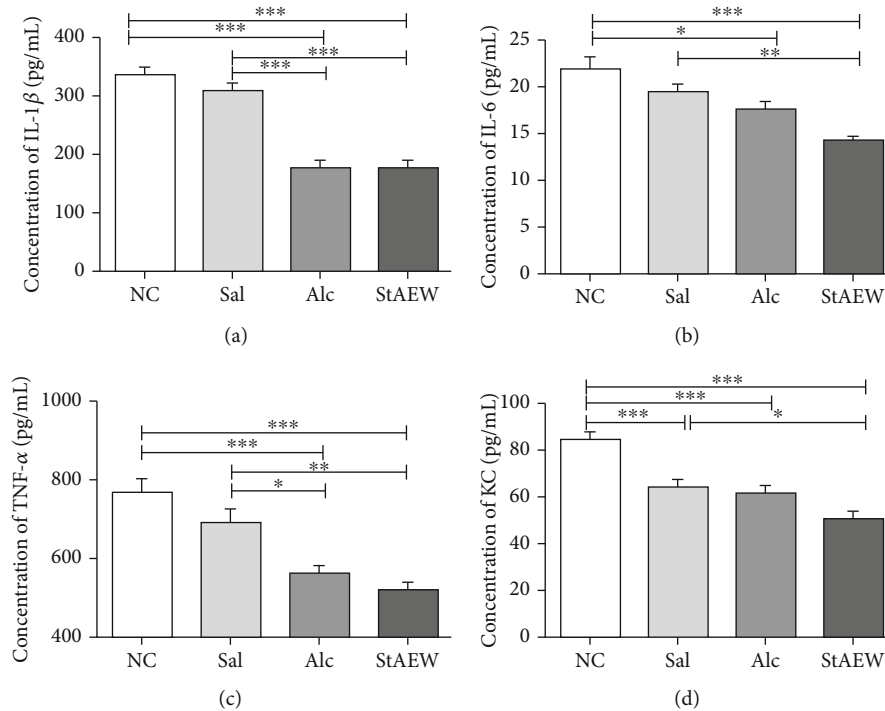 ***
***
***
***
Concentration of IL-1β (pg/mL)
400
300
200
100
0
NC Sal Alc StAEW
(a)
***
*
**
Concentration of IL-6 (pg/mL)
25
20
15
10
5
0
NC Sal Alc StAEW
(b)
***
***
**
*
Concentration of TNF-α (pg/mL)
1000
800
600
400
NC Sal Alc StAEW
(c)
***
***
*** *
Concentration of KC (pg/mL)
100
80
60
40
20
0
NC Sal Alc StAEW
(d)